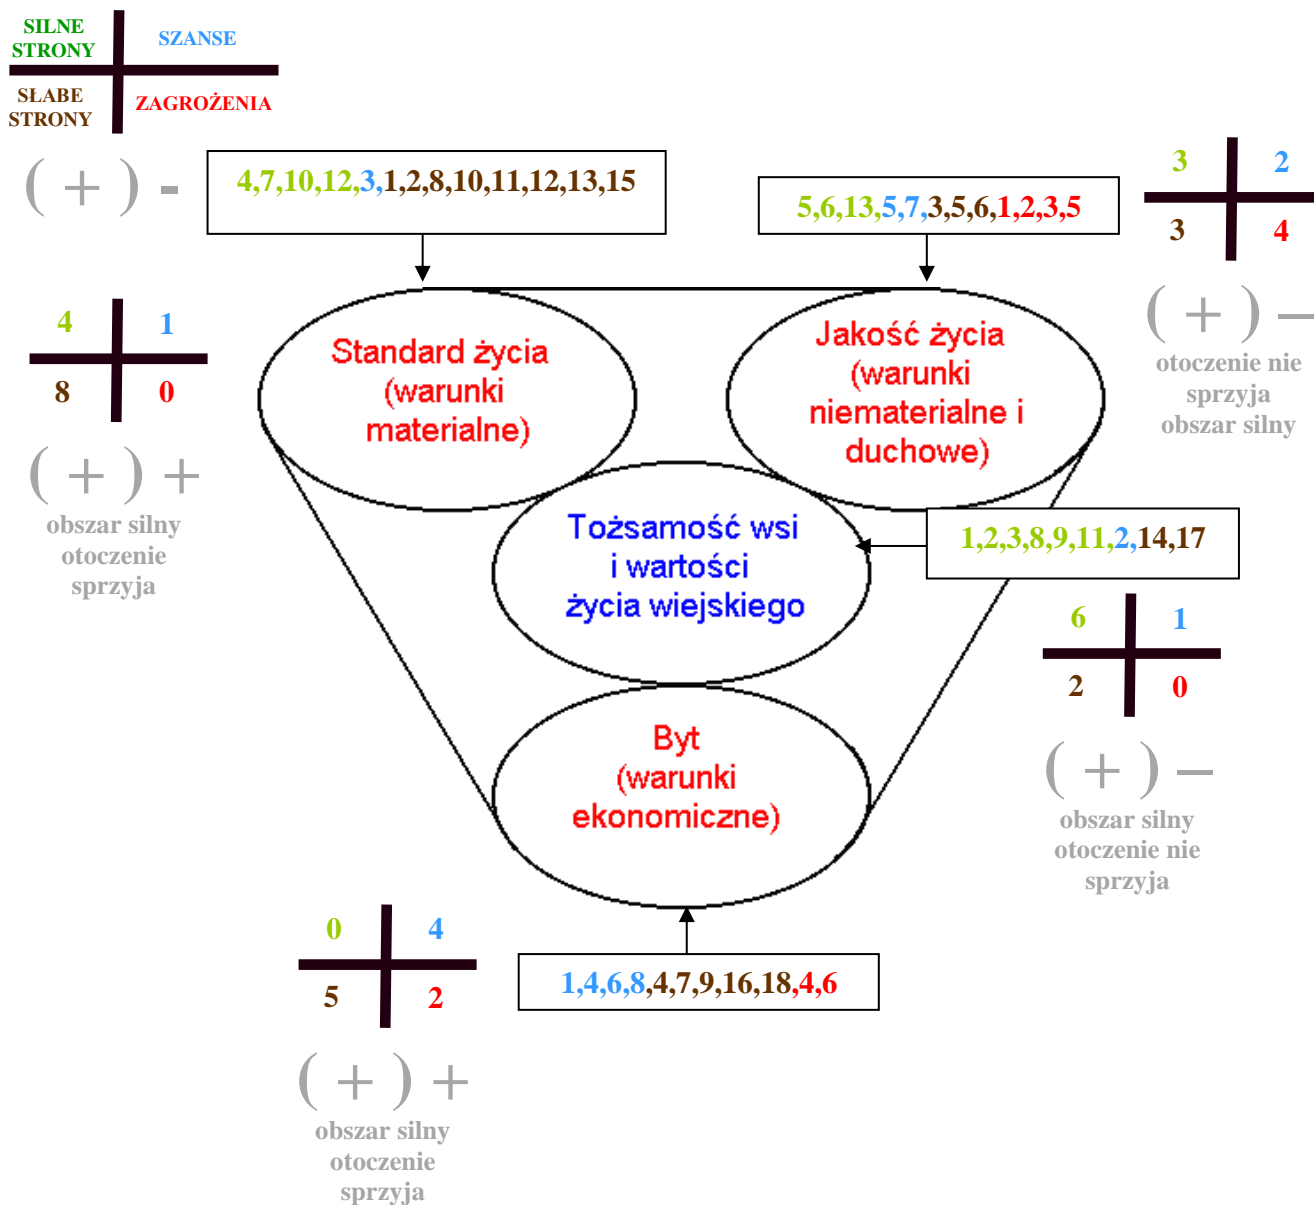 SILNE
STRONY
SZANSE
SŁABE
STRONY
ZAGROŻENIA
( + ) -
4,7,10,12,3,1,2,8,10,11,12,13,15
5,6,13,5,7,3,5,6,1,2,3,5
3
2
3
4
( + ) –
otoczenie nie
sprzyja
obszar silny
4
1
8
0
( + ) +
obszar silny
otoczenie
sprzyja
Standard życia
(warunki
materialne)
Jakość życia
(warunki
niematerialne i
duchowe)
Tożsamość wsi
i wartości
życia wiejskiego
1,2,3,8,9,11,2,14,17
6
1
2
0
( + ) –
obszar silny
otoczenie nie
sprzyja
Byt
(warunki
ekonomiczne)
0
4
5
2
1,4,6,8,4,7,9,16,18,4,6
( + ) +
obszar silny
otoczenie
sprzyja